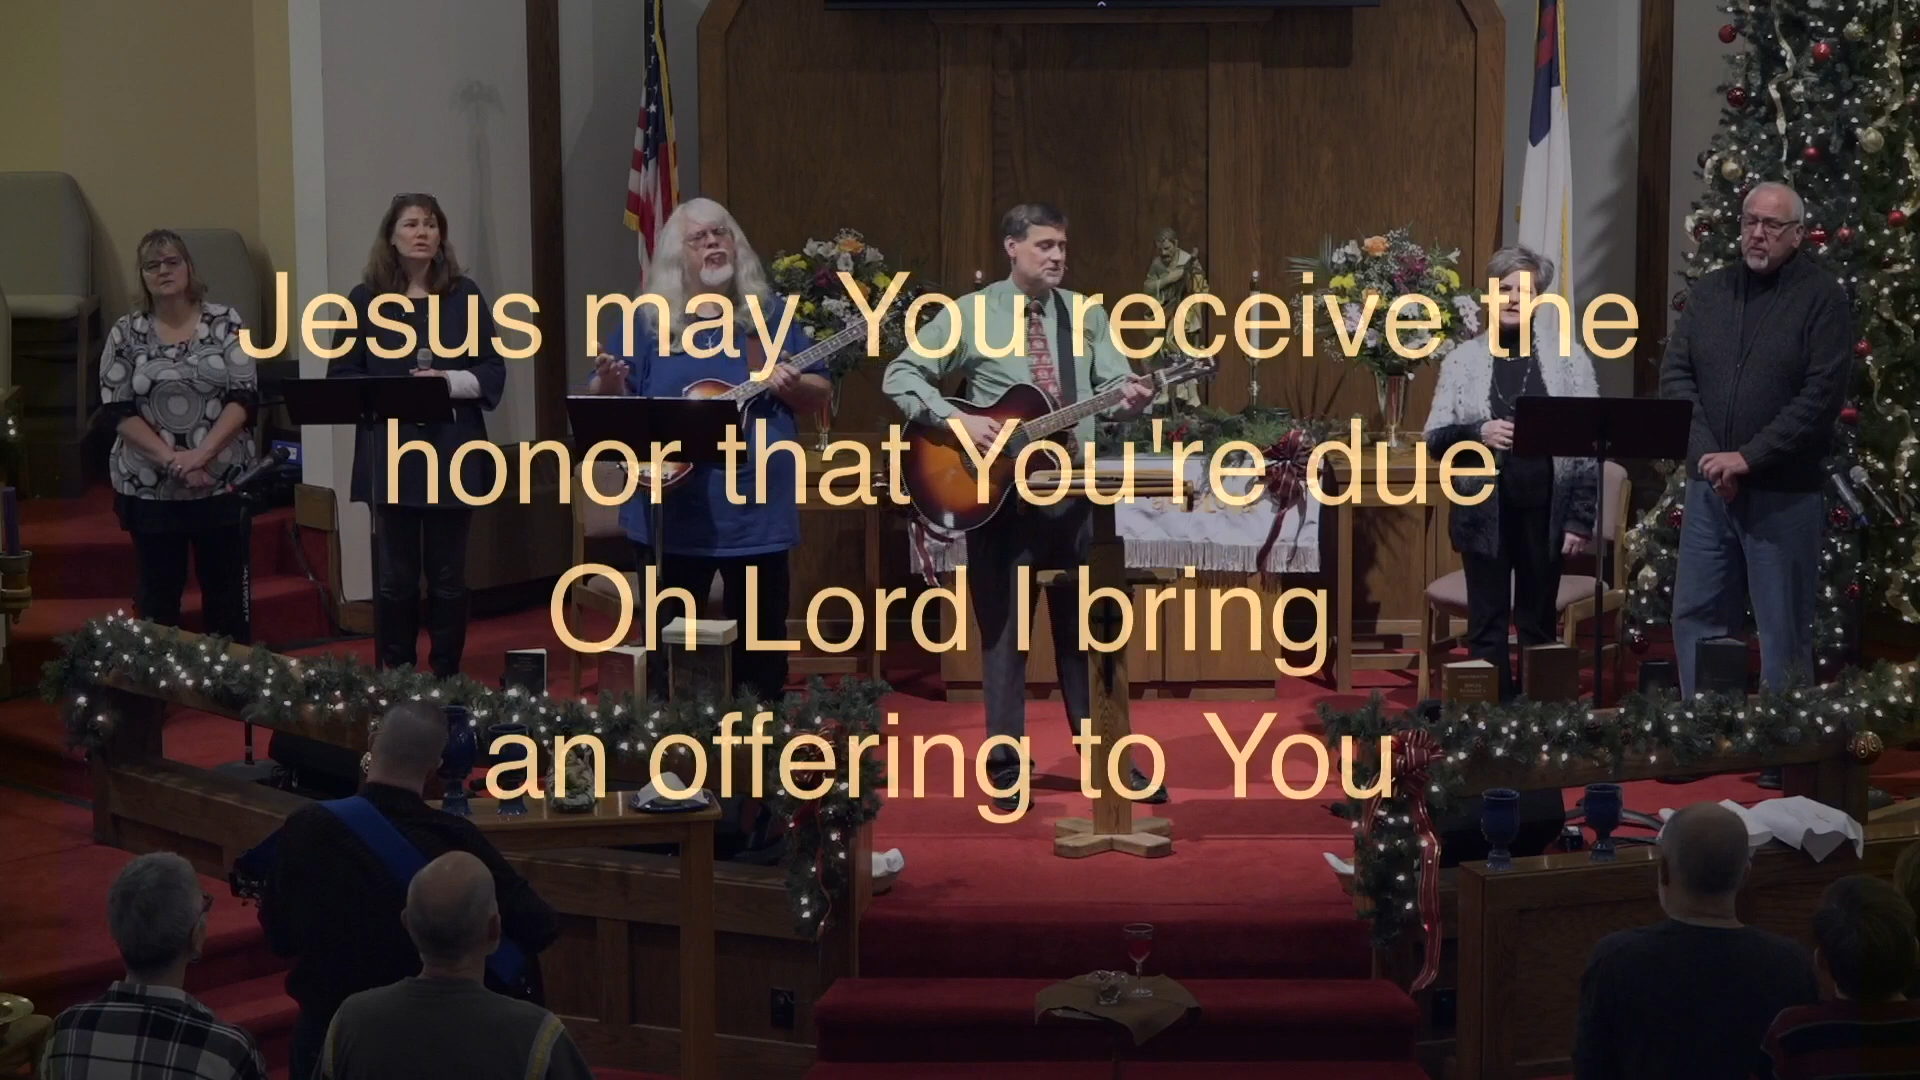 Jesus may You receive the
honor that You're due
Oh Lord I bring
an offering to You